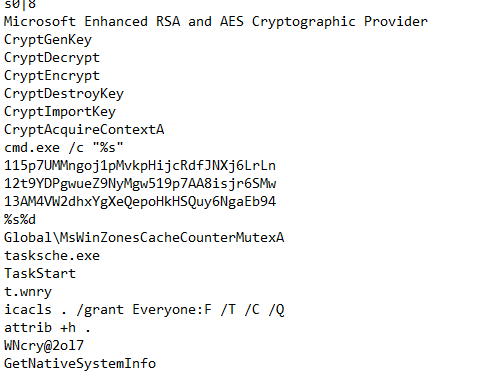 s0|8
Microsoft Enhanced RSA and AES Cryptographic Provider
CryptGenKey
CryptDecrypt
CryptEncrypt
CryptDestroyKey
CryptImportKey
CryptAcquireContextA
cmd.exe /c "%s"
115p7UMMngoj1pMvkpHijcRdfJNXj6LrLn
12t9YDPgwueZ9NyMgw519p7AA8isjr6SMw
13AM4VW2dhxYgXeQepoHkHSQuy6NgaEb94
%s%d
Global\MsWinZonesCacheCounterMutexA
tasksche.exe
TaskStart
t.wnry
icacls . /grant Everyone:F /T /C /Q
attrib +h .
WNcry@2ol7
GetNativeSystemInfo